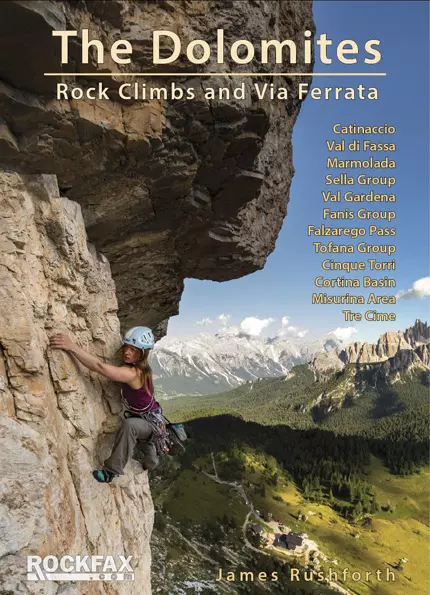 The Dolomites
Rock Climbs and Via Ferrata
Catinaccio
Val di Fassa
Marmolada
Sella Group
Val Gardena
Fanis Group
Falzarego Pass
Tofana Group
Cinque Torri
Cortina Basin
Misurina Area
Tre Cime
ROCKFAX
.COM
James Rushforth